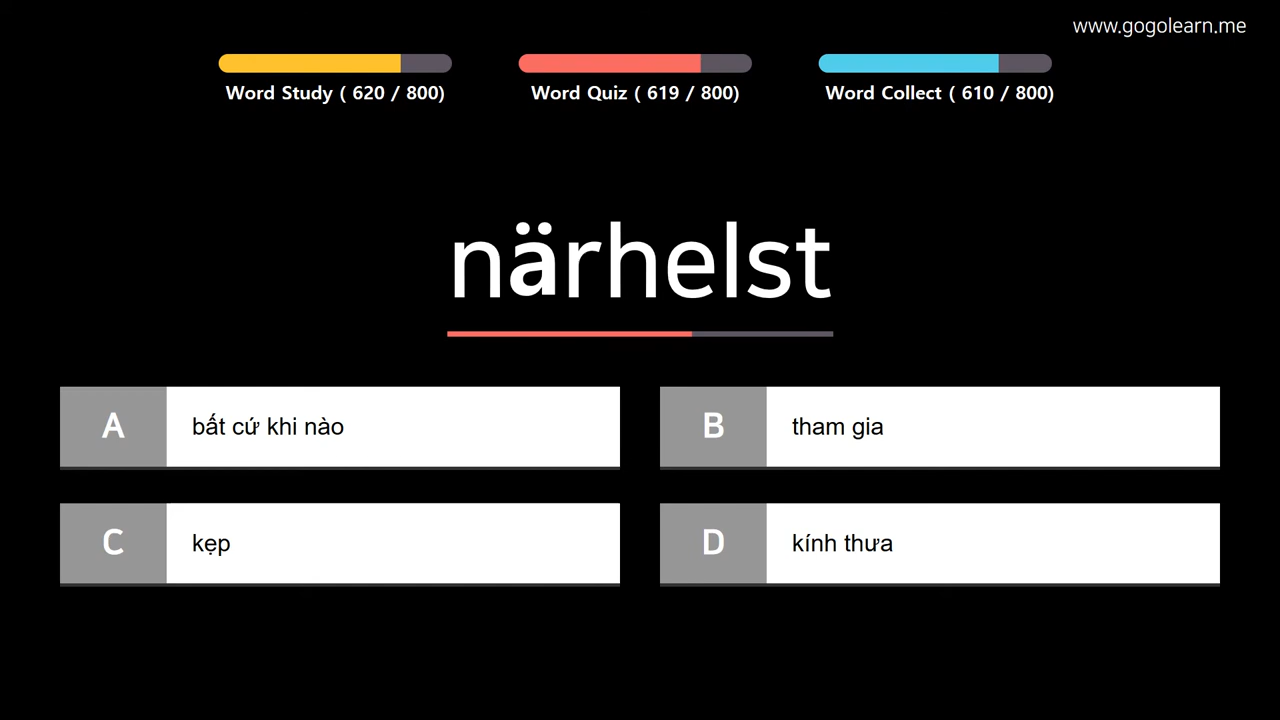 www.gogolearn.me
Word Study ( 620 / 800)
Word Quiz ( 619 / 800)
Word Collect ( 610 / 800)
närhelst
A bất cứ khi nào
B tham gia
C kẹp
D kính thưa